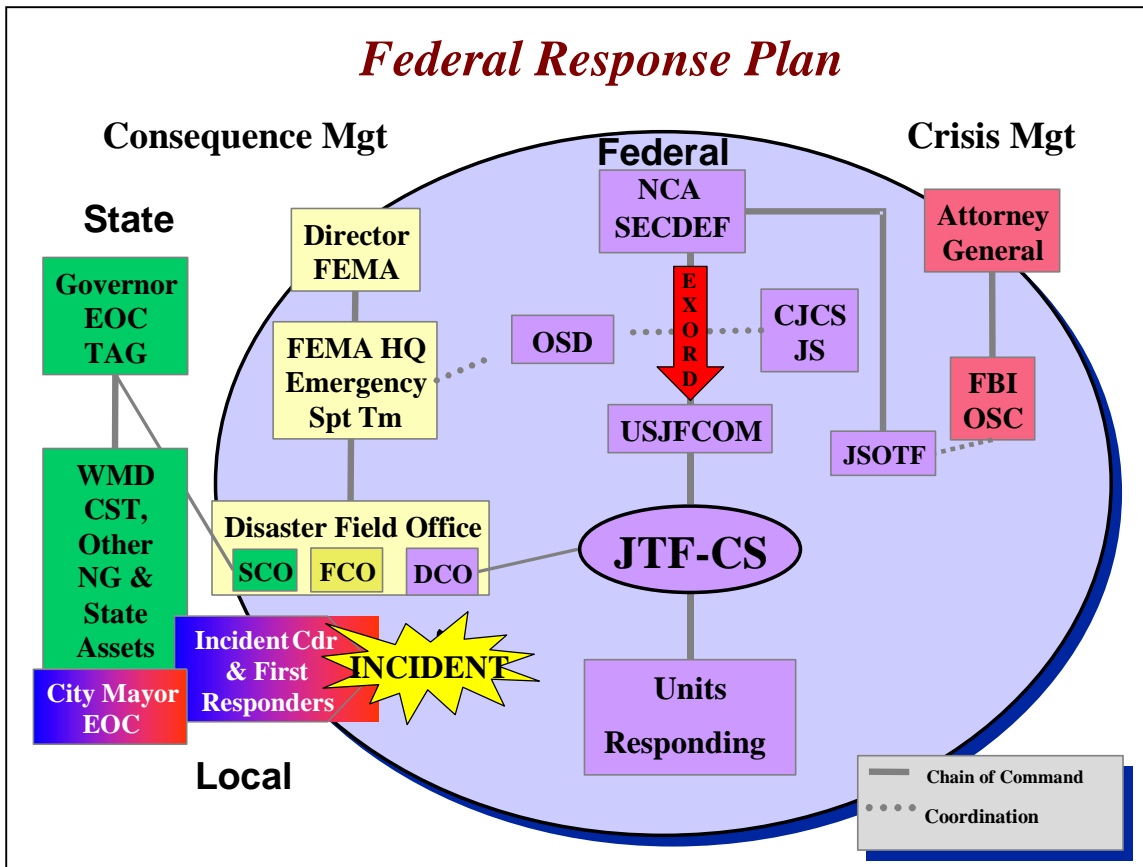 Federal Response Plan
Consequence Mgt
Federal
Crisis Mgt
State
Governor
EOC
TAG
WMD
CST,
Other
NG &
State
Assets
City Mayor
EOC
Incident Cdr
& First
Responders
Local
INCIDENT
Director
FEMA
FEMA HQ
Emergency
Spt Tm
Disaster Field Office
SCO
FCO
DCO
NCA
SECDEF
EXORD
OSD
CJCS
JS
USJFCOM
JTF-CS
Units
Responding
Attorney
General
FBI
OSC
JSOTF
Chain of Command
Coordination